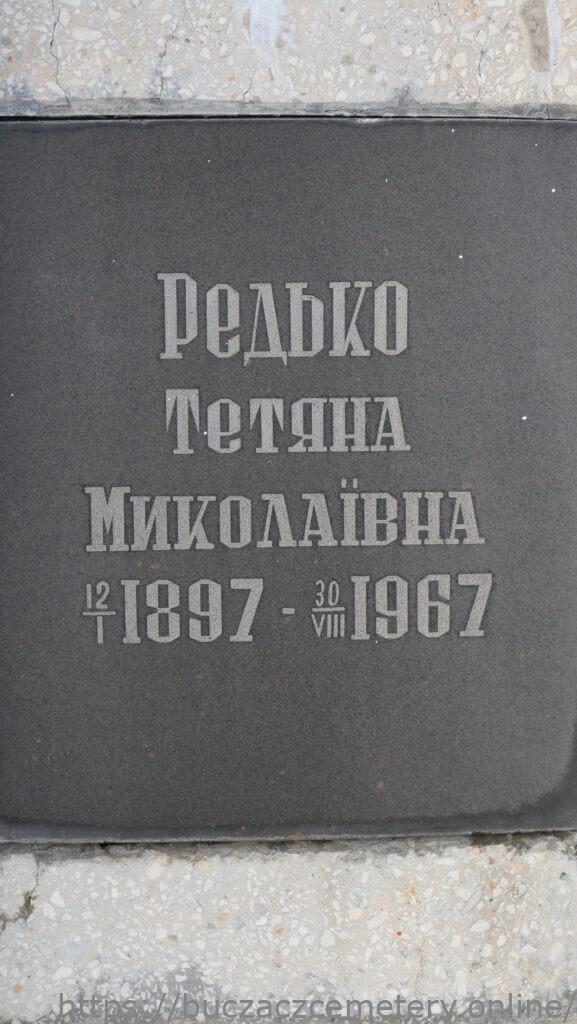 Редько
Тетяна
Миколаївна
12/I 1897 - 30/VIII 1967
https://buczaczcemetery.online/